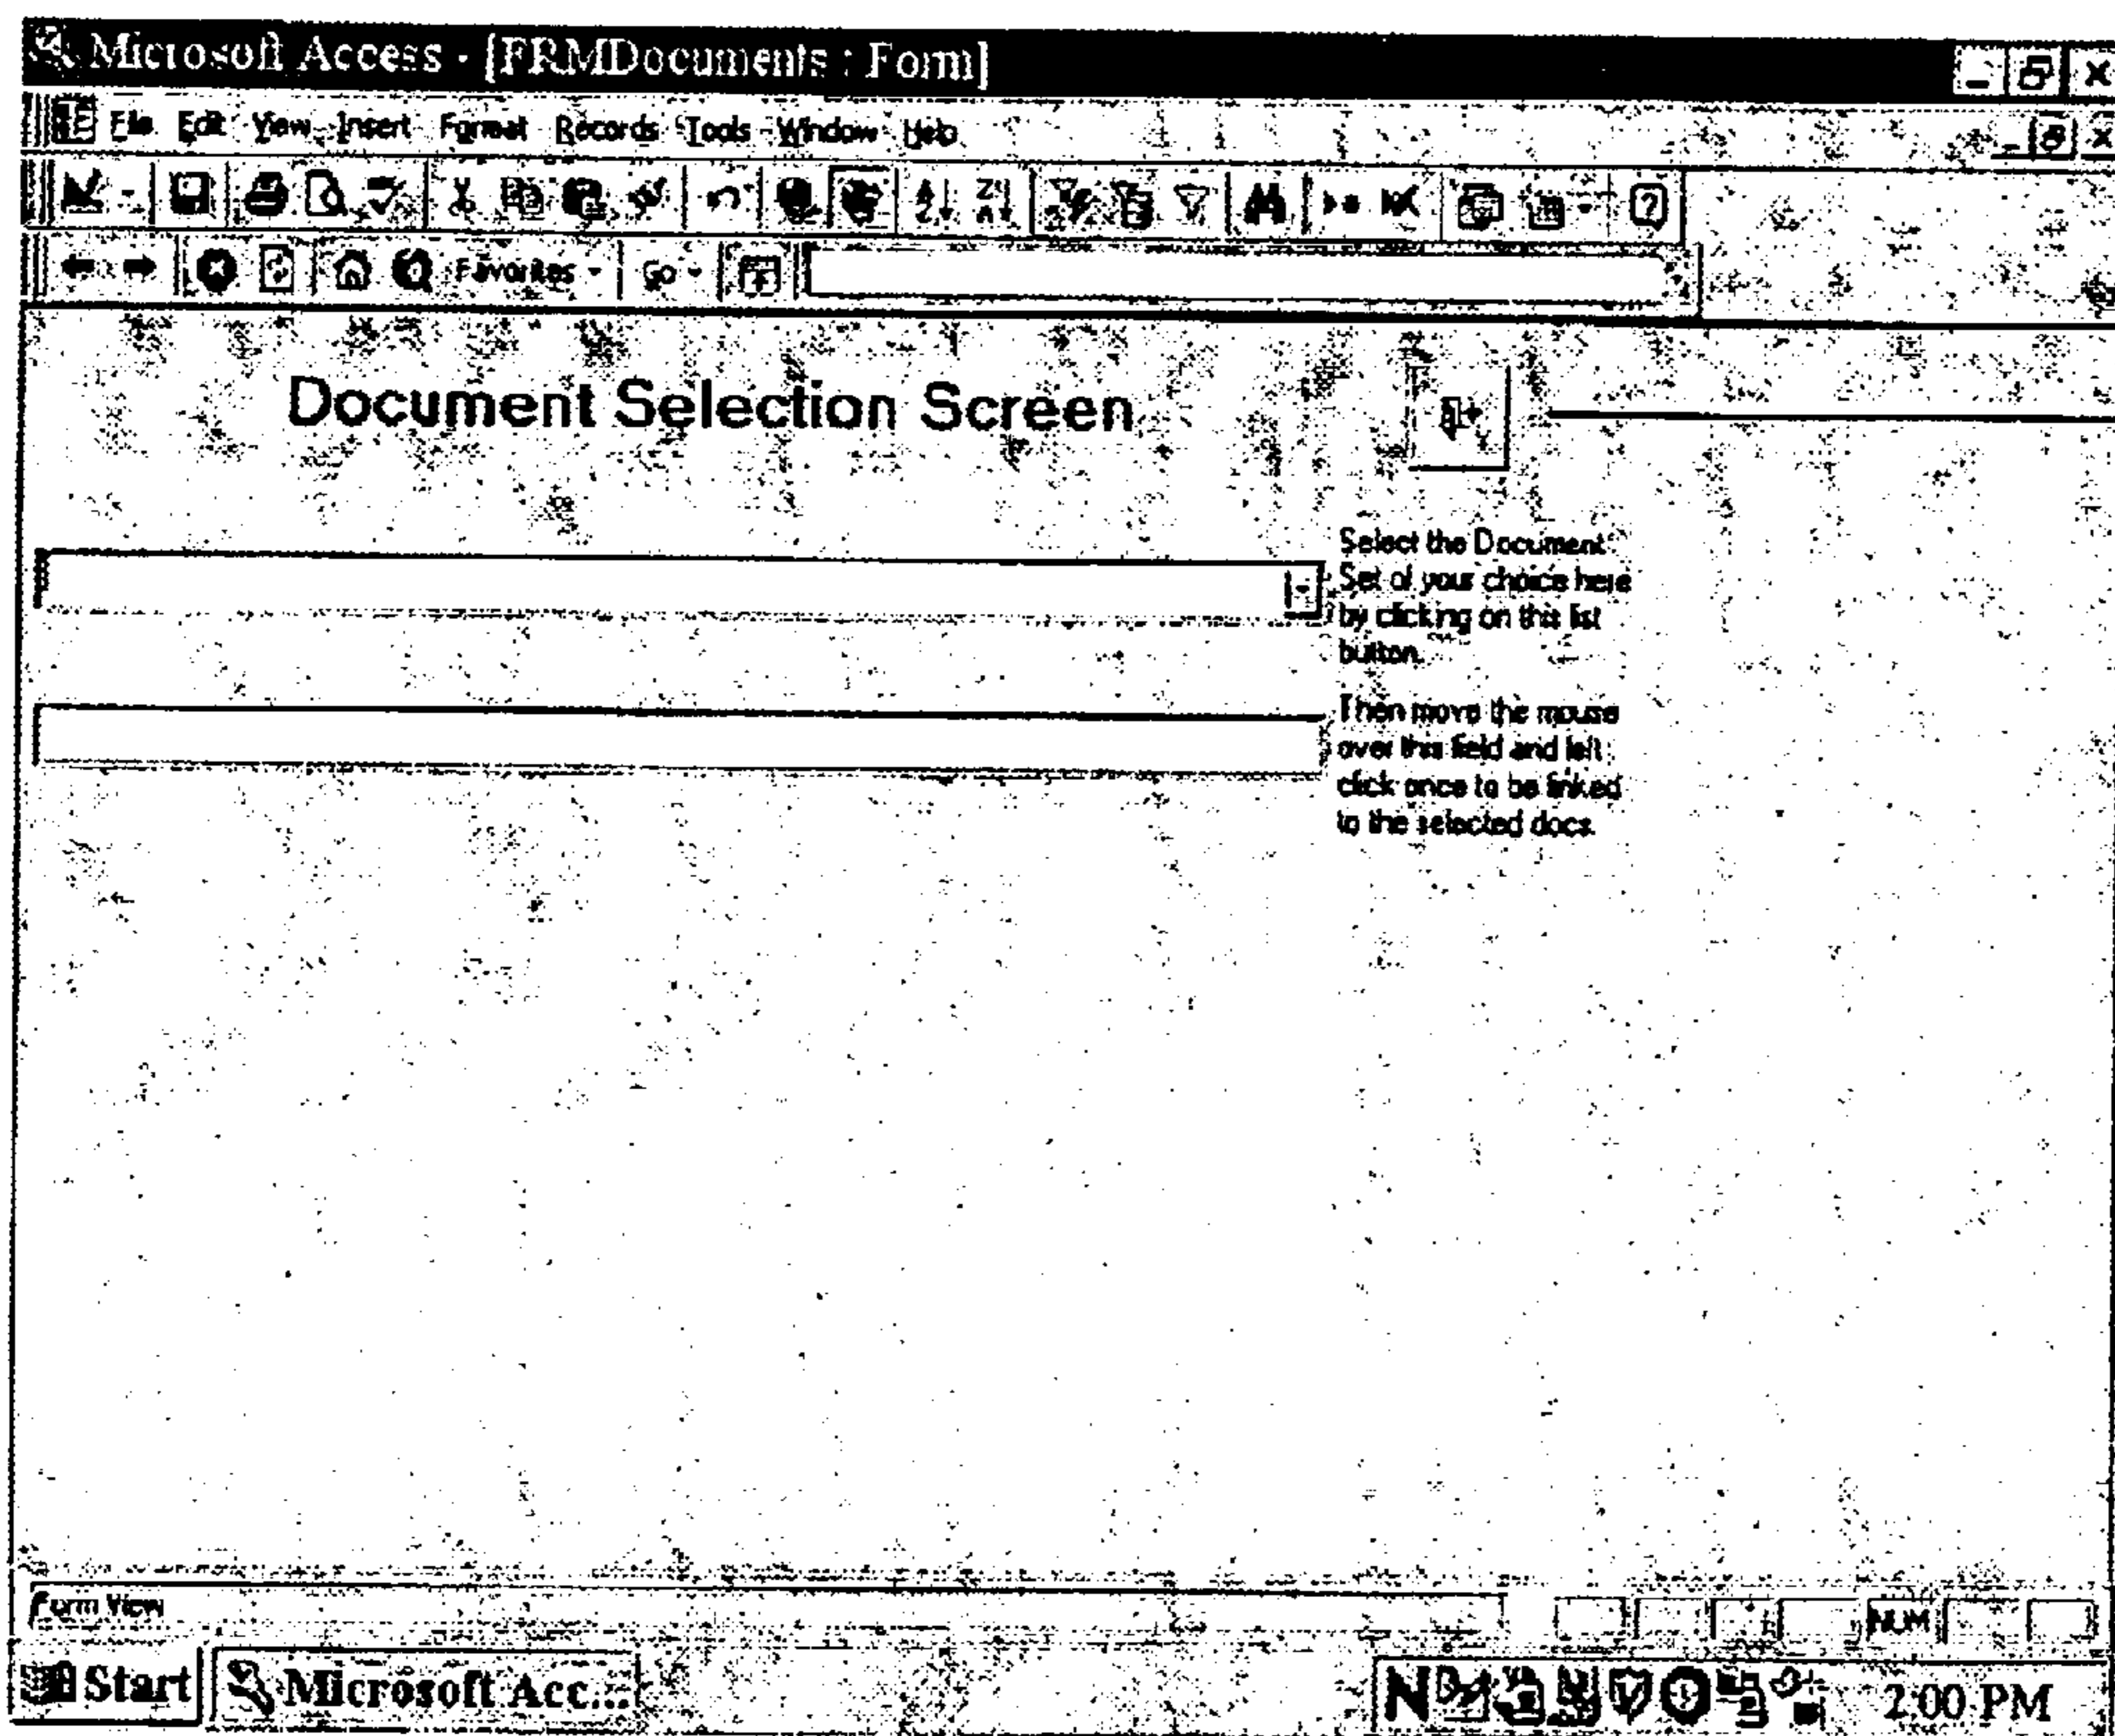 Microsoft Access - [FRMDocuments : Form]
File Edit View Insert Format Records Tools Window Help
Favorites Go
Document Selection Screen
Select the Document
Set of your choice here
by clicking on this list
button.
Then move the mouse
over this field and left
click once to be linked
to the selected docs.
Form View
NUM
Start Microsoft Acc... 2:00 PM